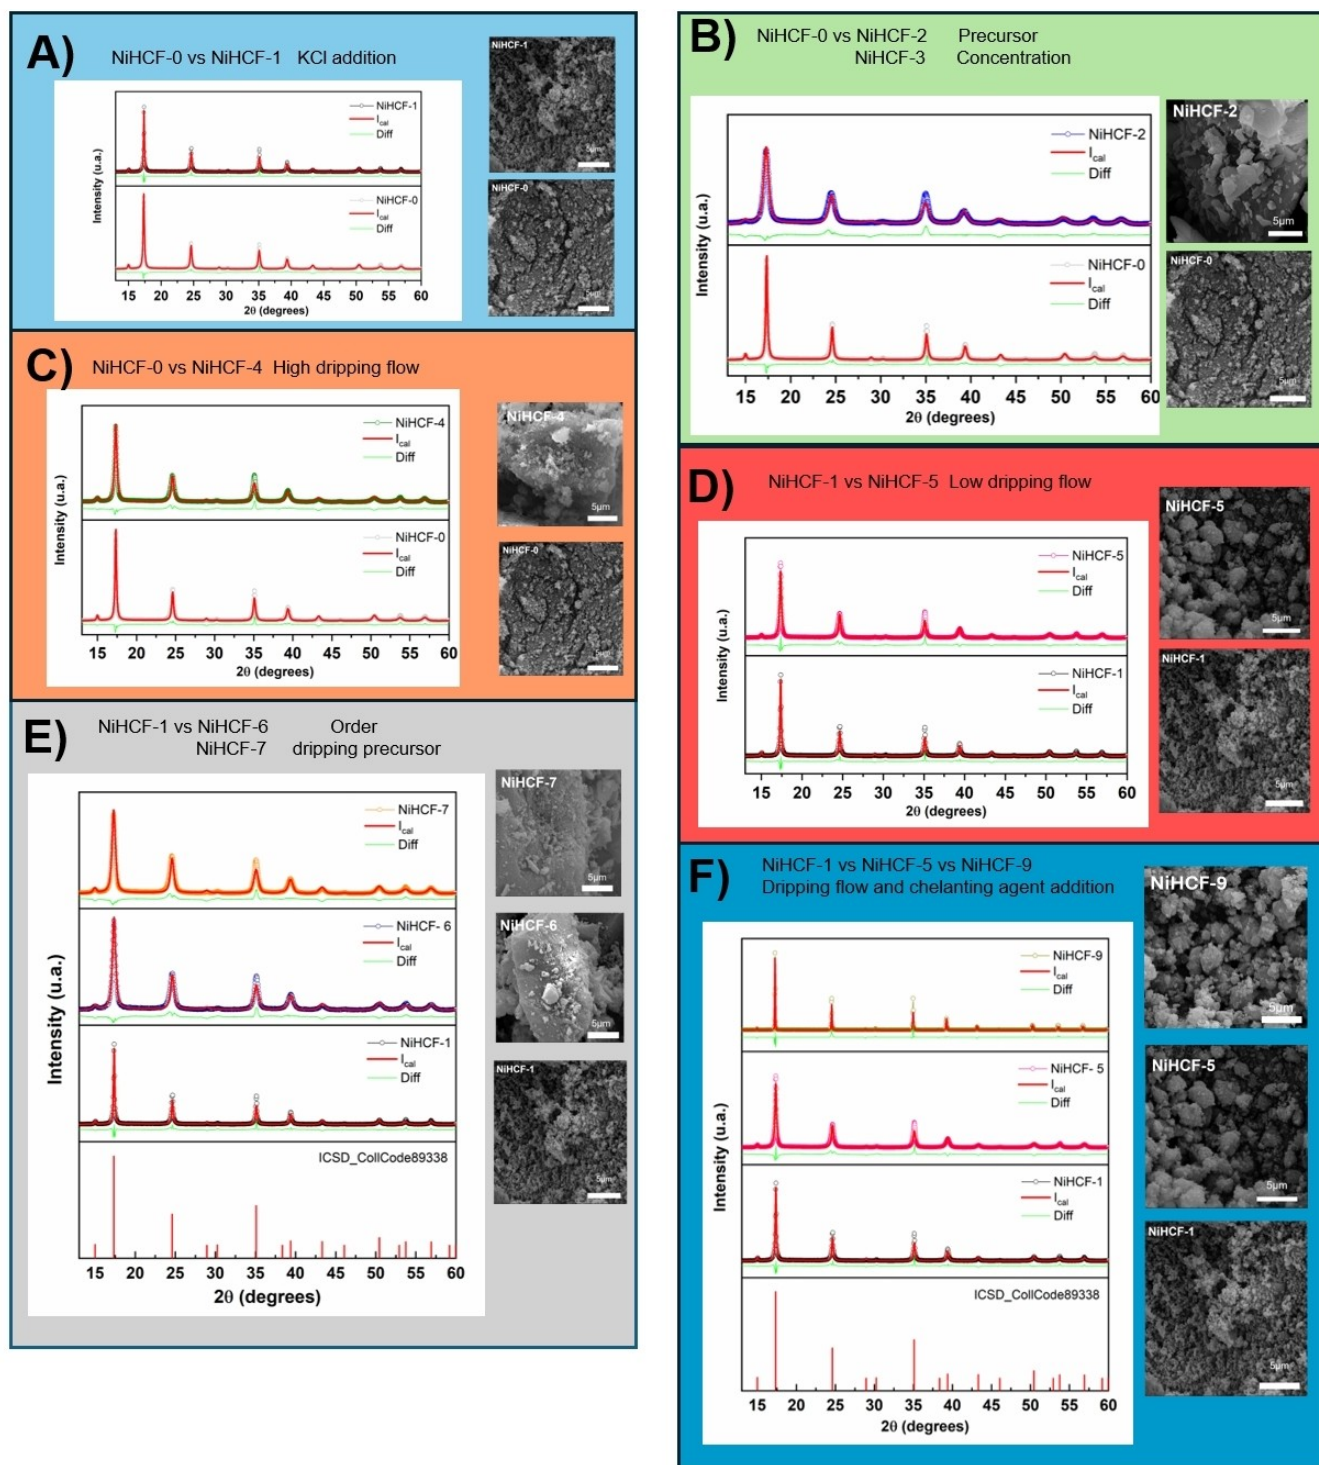 A)
NiHCF-0 vs NiHCF-1 KCl addition
NiHCF-1
I_cal
Diff
NiHCF-0
I_cal
Diff
Intensity (u.a.)
15 20 25 30 35 40 45 50 55 60
2θ (degrees)
NiHCF-1
5µm
NiHCF-0
5µm
B)
NiHCF-0 vs NiHCF-2 Precursor
NiHCF-3 Concentration
NiHCF-2
I_cal
Diff
NiHCF-0
I_cal
Diff
Intensity (u.a.)
15 20 25 30 35 40 45 50 55 60
2θ (degrees)
NiHCF-2
5µm
NiHCF-0
5µm
C)
NiHCF-0 vs NiHCF-4 High dripping flow
NiHCF-4
I_cal
Diff
NiHCF-0
I_cal
Diff
Intensity (u.a.)
15 20 25 30 35 40 45 50 55 60
2θ (degrees)
NiHCF-4
5µm
NiHCF-0
5µm
D)
NiHCF-1 vs NiHCF-5 Low dripping flow
NiHCF-5
I_cal
Diff
NiHCF-1
I_cal
Diff
Intensity (u.a.)
15 20 25 30 35 40 45 50 55 60
2θ (degrees)
NiHCF-5
5µm
NiHCF-1
5µm
E)
NiHCF-1 vs NiHCF-6 Order
NiHCF-7 dripping precursor
NiHCF-7
I_cal
Diff
NiHCF- 6
I_cal
Diff
NiHCF-1
I_cal
Diff
ICSD_CollCode89338
Intensity (u.a.)
15 20 25 30 35 40 45 50 55 60
2θ (degrees)
NiHCF-7
5µm
NiHCF-6
5µm
NiHCF-1
5µm
F)
NiHCF-1 vs NiHCF-5 vs NiHCF-9
Dripping flow and chelanting agent addition
NiHCF-9
I_cal
Diff
NiHCF- 5
I_cal
Diff
NiHCF-1
I_cal
Diff
ICSD_CollCode89338
Intensity (u.a.)
15 20 25 30 35 40 45 50 55 60
2θ (degrees)
NiHCF-9
5µm
NiHCF-5
5µm
NiHCF-1
5µm